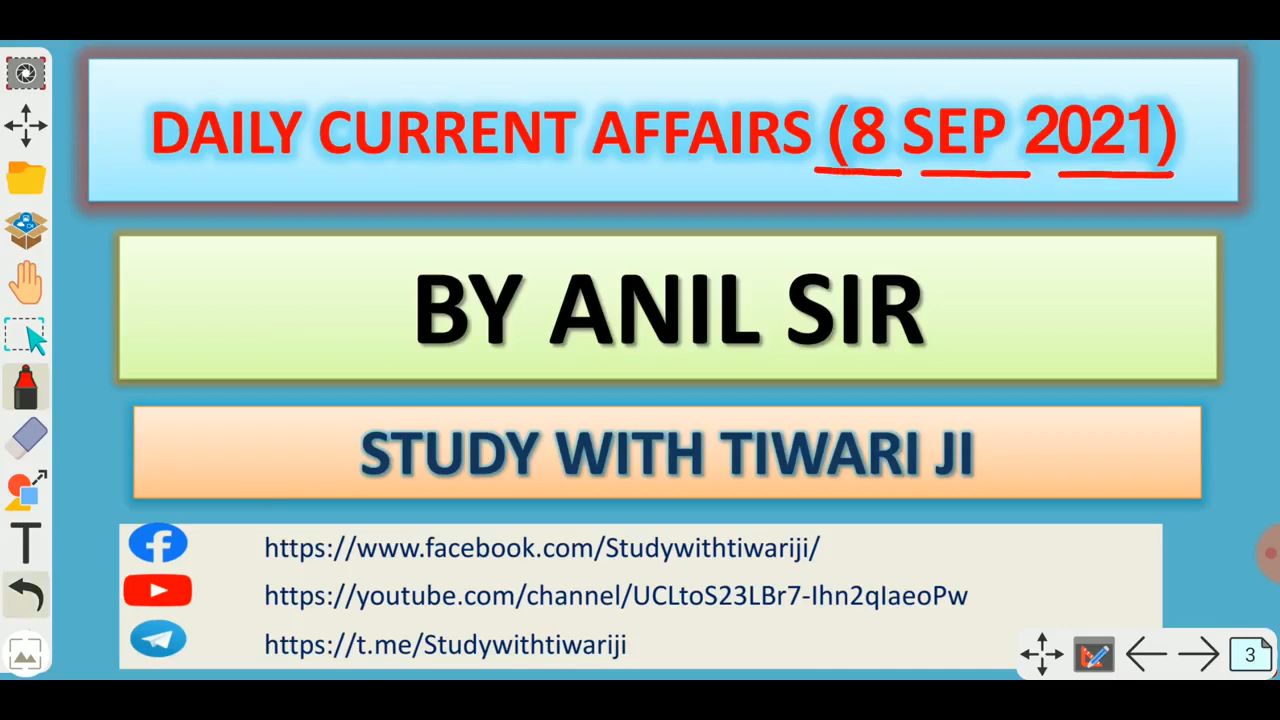 DAILY CURRENT AFFAIRS (8 SEP 2021)
BY ANIL SIR
STUDY WITH TIWARI JI
https://www.facebook.com/Studywithtiwariji/
https://youtube.com/channel/UCLtoS23LBr7-Ihn2qIaeoPw
https://t.me/Studywithtiwariji
T
3